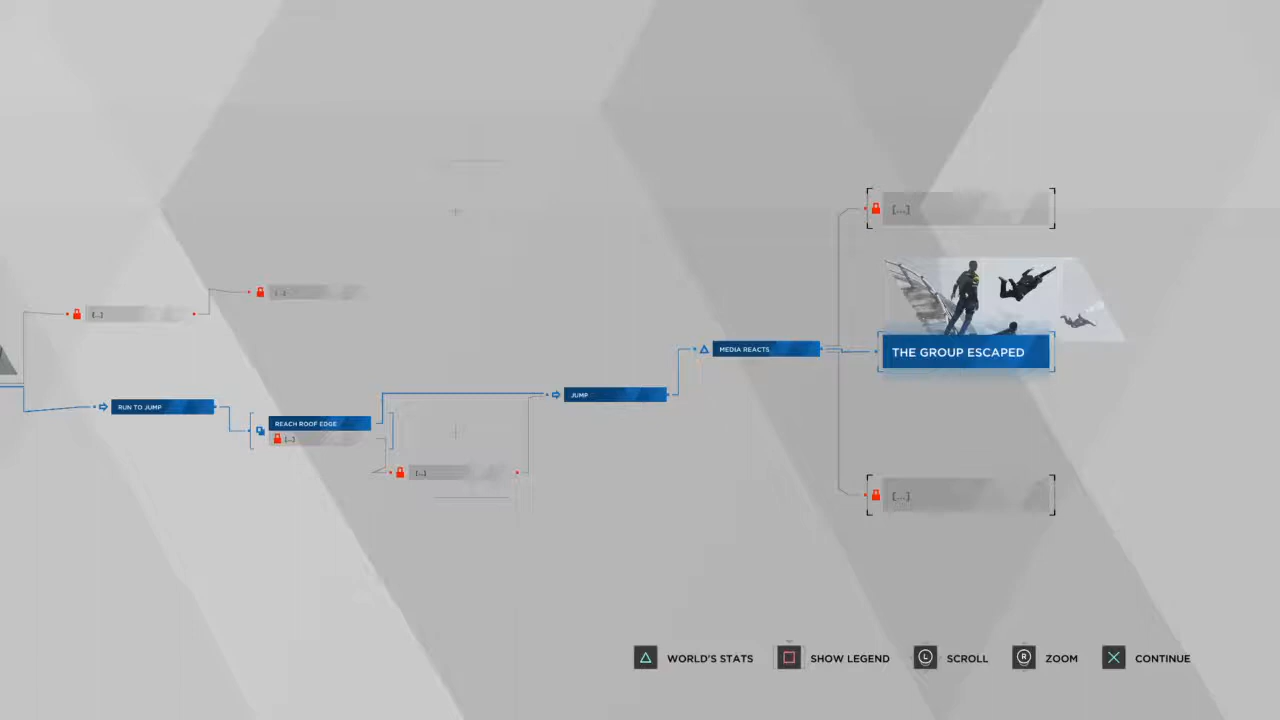 [...]
[...]
[...]
THE GROUP ESCAPED
MEDIA REACTS
JUMP
RUN TO JUMP
REACH ROOF EDGE
[...]
[...]
[...]
WORLD'S STATS
SHOW LEGEND
L
SCROLL
R
ZOOM
CONTINUE